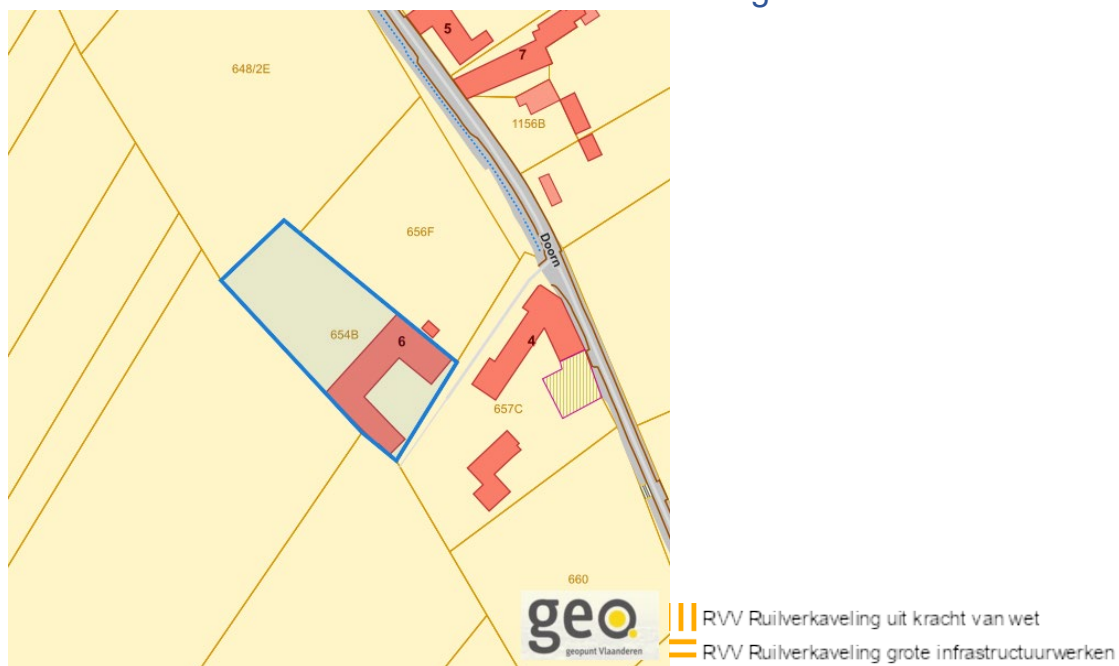 g
5
7
648/2E
1156B
656F
Doorn
654B
6
4
657C
660
geo.
geopunt Vlaanderen
RVV Ruilverkaveling uit kracht van wet
RVV Ruilverkaveling grote infrastructuurwerken